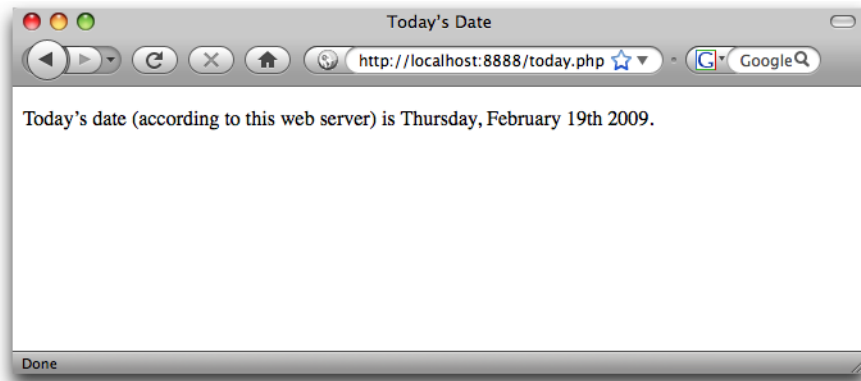 Today's Date
http://localhost:8888/today.php
G Google
Today's date (according to this web server) is Thursday, February 19th 2009.
Done